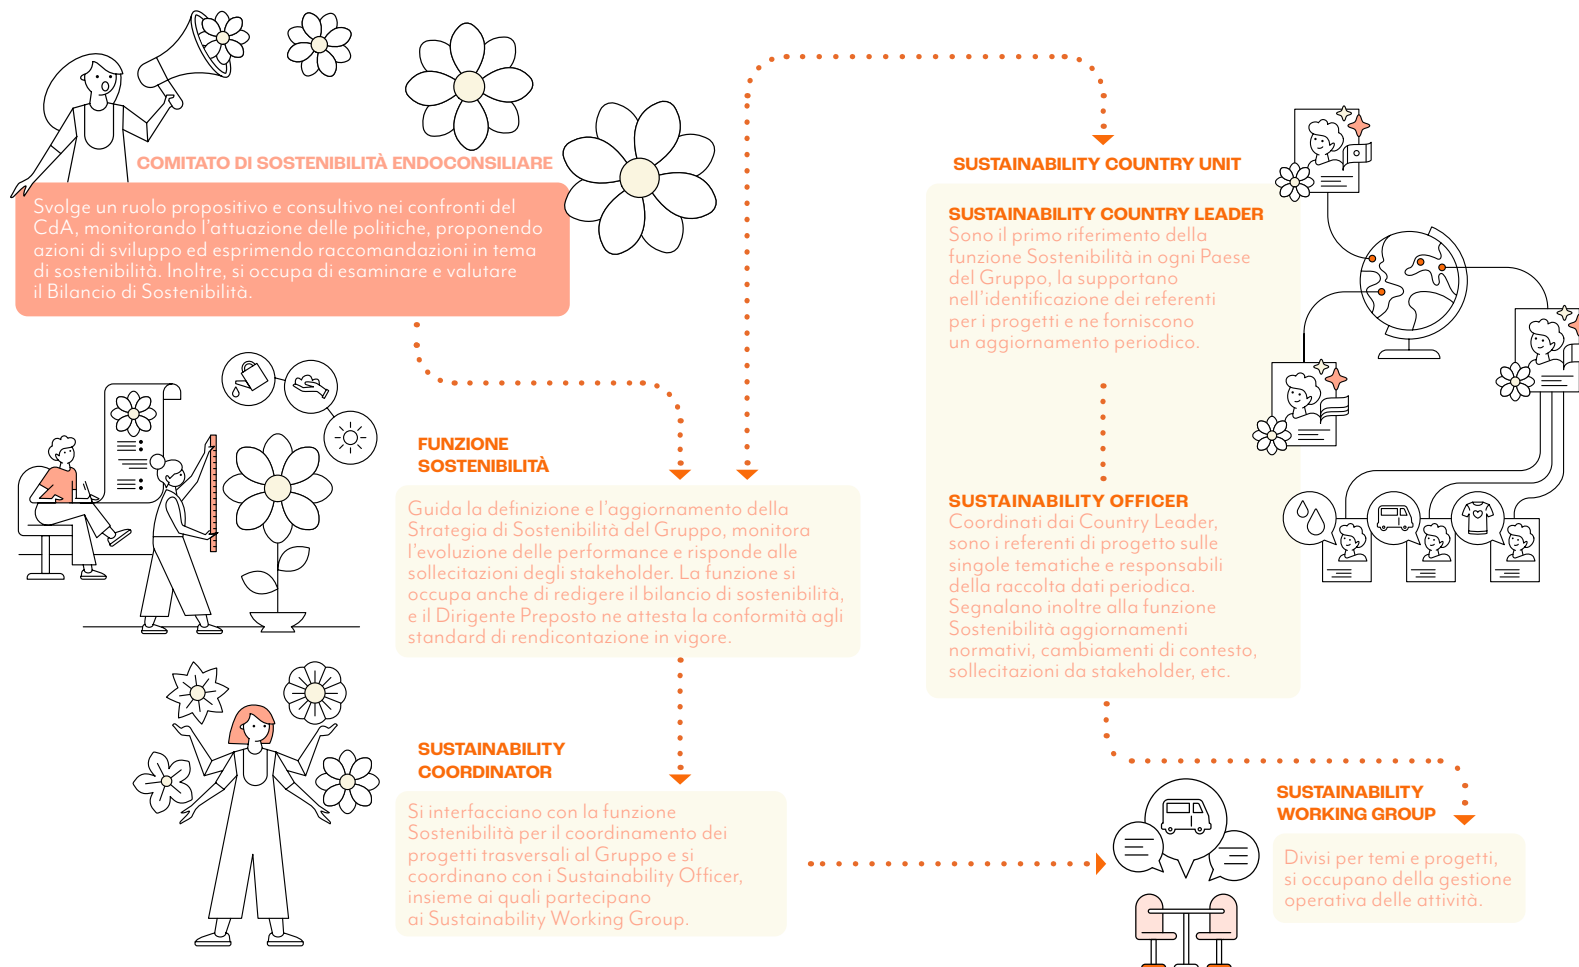 COMITATO DI SOSTENIBILITÀ ENDOCONSILIARE
Svolge un ruolo propositivo e consultivo nei confronti del
CdA, monitorando l’attuazione delle politiche, proponendo
azioni di sviluppo ed esprimendo raccomandazioni in tema
di sostenibilità. Inoltre, si occupa di esaminare e valutare
il Bilancio di Sostenibilità.
FUNZIONE
SOSTENIBILITÀ
Guida la definizione e l’aggiornamento della
Strategia di Sostenibilità del Gruppo, monitora
l’evoluzione delle performance e risponde alle
sollecitazioni degli stakeholder. La funzione si
occupa anche di redigere il bilancio di sostenibilità,
e il Dirigente Preposto ne attesta la conformità agli
standard di rendicontazione in vigore.
SUSTAINABILITY
COORDINATOR
Si interfacciano con la funzione
Sostenibilità per il coordinamento dei
progetti trasversali al Gruppo e si
coordinano con i Sustainability Officer,
insieme ai quali partecipano
ai Sustainability Working Group.
SUSTAINABILITY COUNTRY UNIT
SUSTAINABILITY COUNTRY LEADER
Sono il primo riferimento della
funzione Sostenibilità in ogni Paese
del Gruppo, la supportano
nell’identificazione dei referenti
per i progetti e ne forniscono
un aggiornamento periodico.
SUSTAINABILITY OFFICER
Coordinati dai Country Leader,
sono i referenti di progetto sulle
singole tematiche e responsabili
della raccolta dati periodica.
Segnalano inoltre alla funzione
Sostenibilità aggiornamenti
normativi, cambiamenti di contesto,
sollecitazioni da stakeholder, etc.
SUSTAINABILITY
WORKING GROUP
Divisi per temi e progetti,
si occupano della gestione
operativa delle attività.